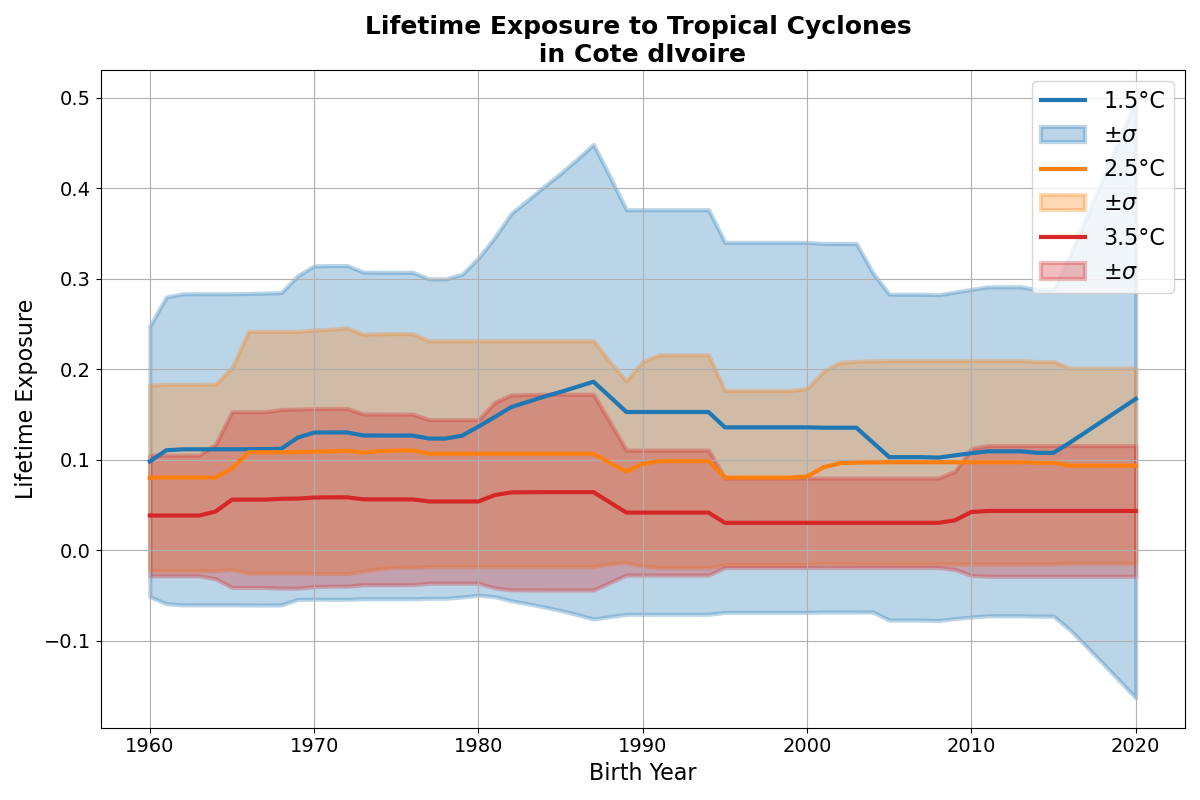 Lifetime Exposure to Tropical Cyclones
in Cote dIvoire
Lifetime Exposure
0.5
0.4
0.3
0.2
0.1
0.0
−0.1
1960
1970
1980
1990
2000
2010
2020
Birth Year
1.5°C
±σ
2.5°C
±σ
3.5°C
±σ